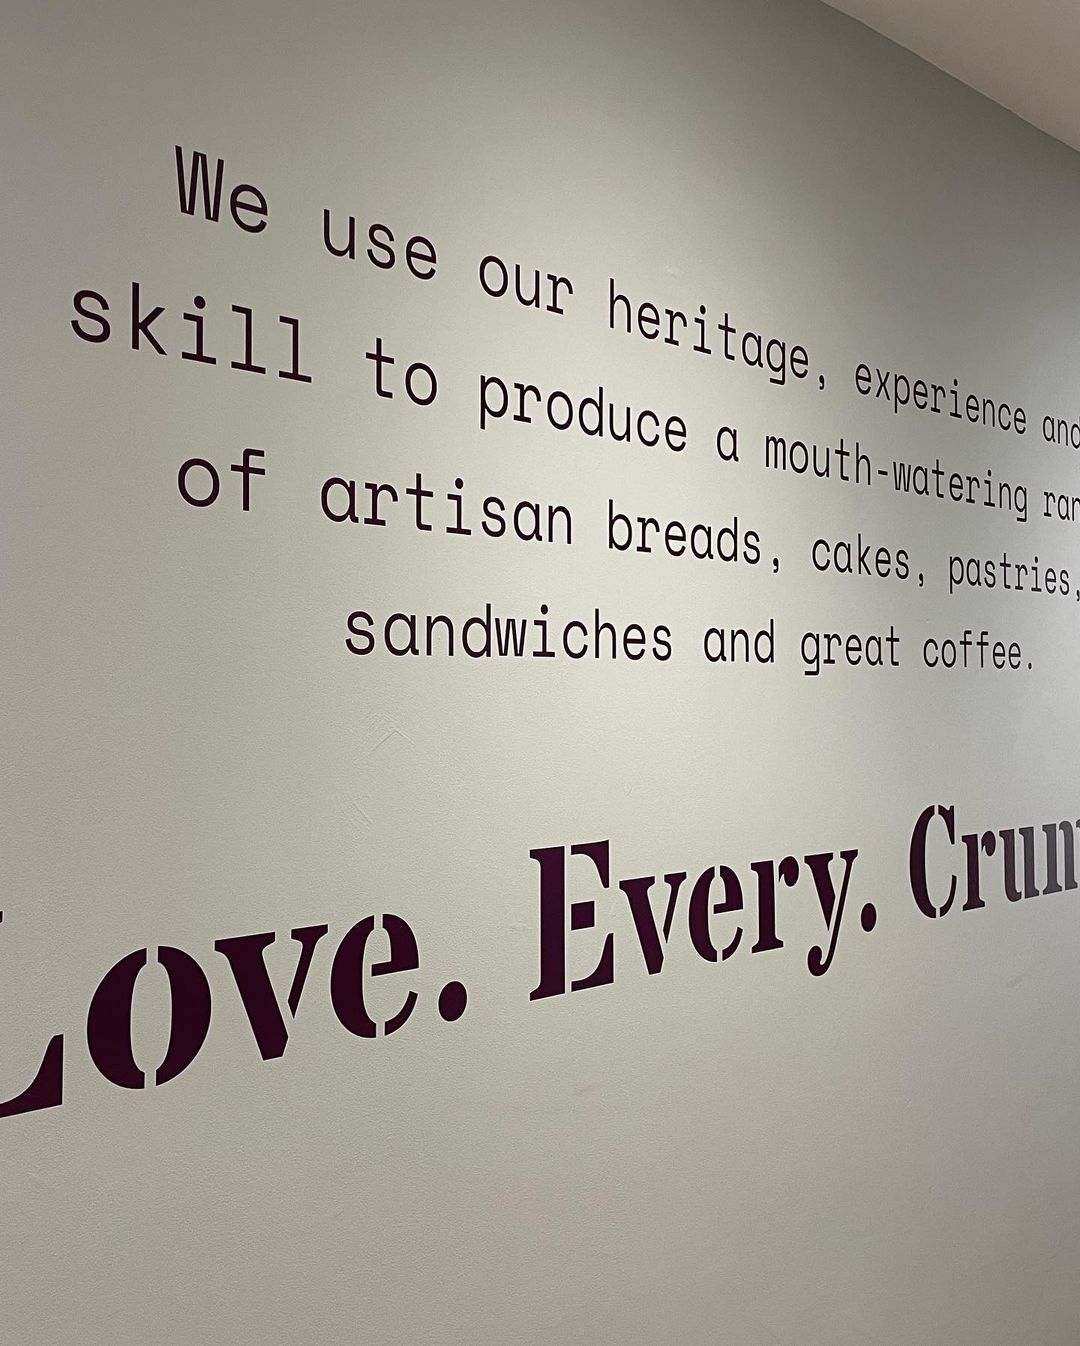 We use our heritage, experience and
skill to produce a mouth-watering
of artisan breads, cakes, pastries,
sandwiches and great coffee.
Love. Every.